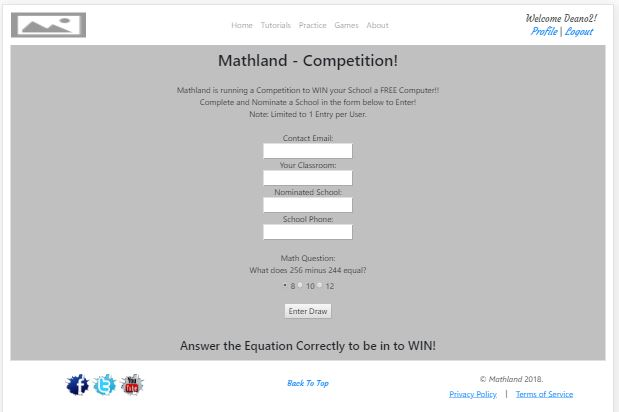 Welcome Deano2!
Home Tutorials Practice Games About
Profile | Logout
Mathland - Competition!
Mathland is running a Competition to WIN your School a FREE Computer!!
Complete and Nominate a School in the form below to Enter!
Note: Limited to 1 Entry per User.
Contact Email:
Your Classroom:
Nominated School:
School Phone:
Math Question:
What does 256 minus 244 equal?
8 10 12
Enter Draw
Answer the Equation Correctly to be in to WIN!
You Tube
Back To Top
© Mathland 2018.
Privacy Policy | Terms of Service